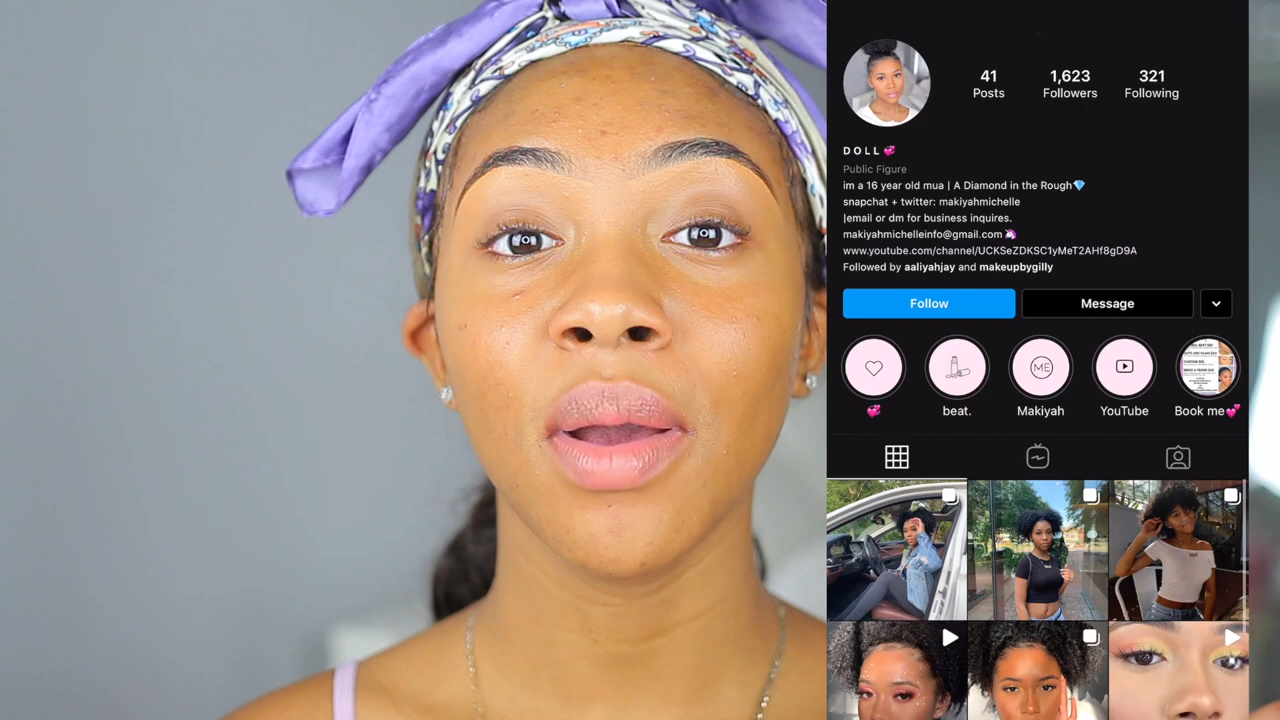 41 1,623 321
Posts Followers Following
DOLL💞
Public Figure
im a 16 year old mua | A Diamond in the Rough💎
snapchat + twitter: makiyahmichelle
|email or dm for business inquires.
makiyahmichelleinfo@gmail.com 🦄
www.youtube.com/channel/UCKSeZDKSC1yMeT2AHf8gD9A
Followed by aaliyahjay and makeupbygilly
Follow Message
ME
💞 beat. Makiyah YouTube Book me💕